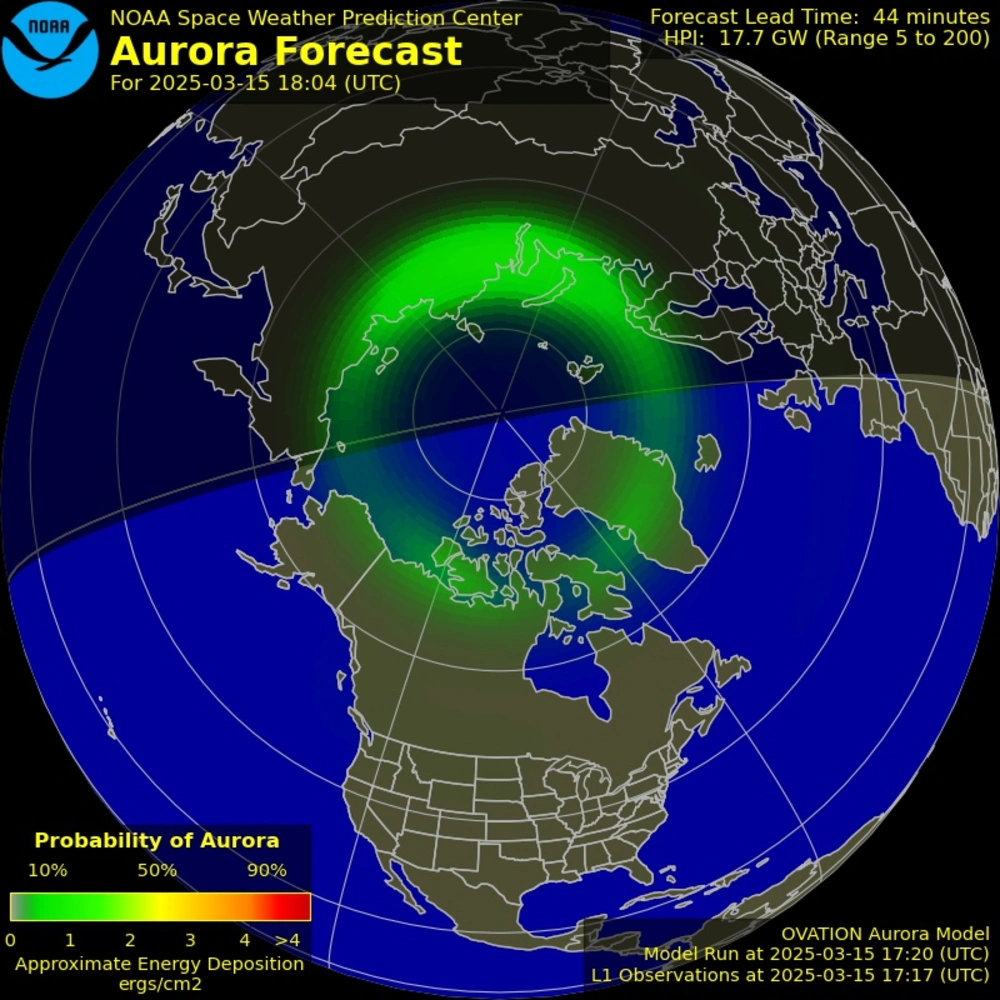 NOAA
NOAA Space Weather Prediction Center
Aurora Forecast
For 2025-03-15 18:04 (UTC)
Forecast Lead Time: 44 minutes
HPI: 17.7 GW (Range 5 to 200)
Probability of Aurora
10% 50% 90%
0 1 2 3 4 >4
Approximate Energy Deposition
ergs/cm2
OVATION Aurora Model
Model Run at 2025-03-15 17:20 (UTC)
L1 Observations at 2025-03-15 17:17 (UTC)